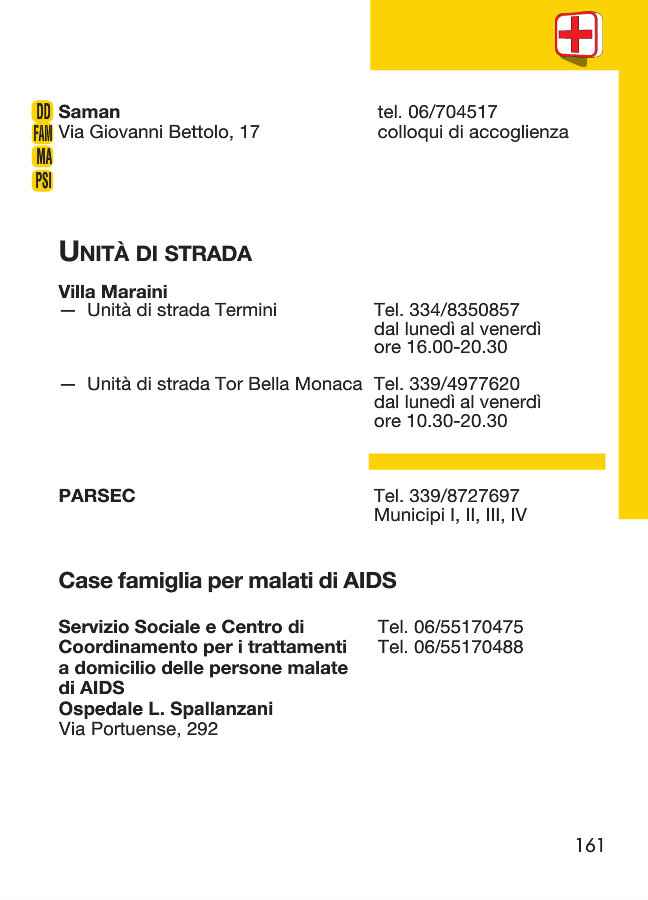 DD
FAM
MA
PSI
Saman
Via Giovanni Bettolo, 17
tel. 06/704517
colloqui di accoglienza
UNITÀ DI STRADA
Villa Maraini
— Unità di strada Termini
Tel. 334/8350857
dal lunedì al venerdì
ore 16.00-20.30
— Unità di strada Tor Bella Monaca
Tel. 339/4977620
dal lunedì al venerdì
ore 10.30-20.30
PARSEC
Tel. 339/8727697
Municipi I, II, III, IV
Case famiglia per malati di AIDS
Servizio Sociale e Centro di
Coordinamento per i trattamenti
a domicilio delle persone malate
di AIDS
Ospedale L. Spallanzani
Via Portuense, 292
Tel. 06/55170475
Tel. 06/55170488
161